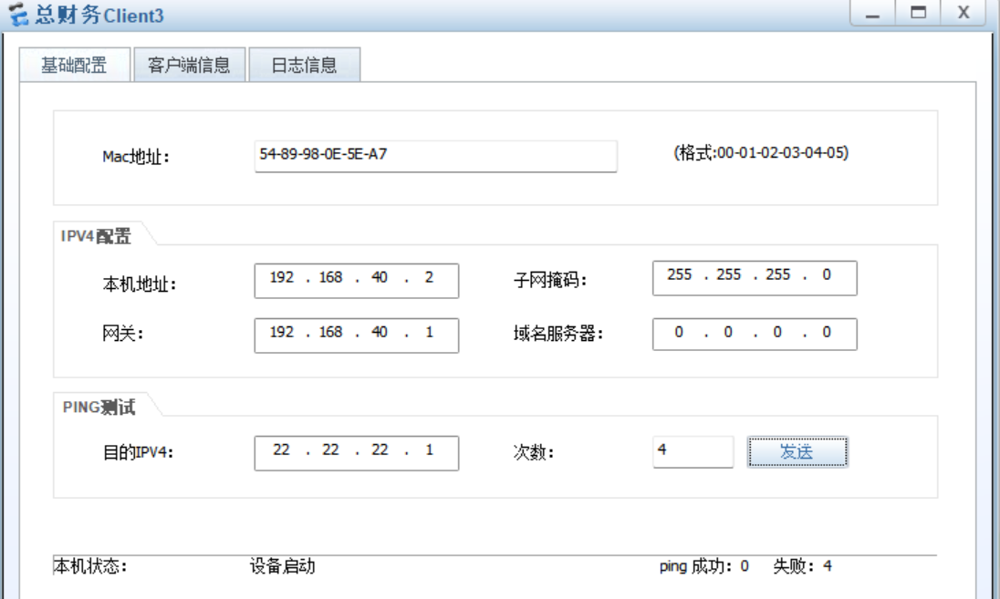 总财务Client3
基础配置 客户端信息 日志信息
Mac地址: 54-89-98-0E-5E-A7 (格式:00-01-02-03-04-05)
IPV4配置
本机地址: 192 . 168 . 40 . 2 子网掩码: 255 . 255 . 255 . 0
网关: 192 . 168 . 40 . 1 域名服务器: 0 . 0 . 0 . 0
PING测试
目的IPV4: 22 . 22 . 22 . 1 次数: 4 发送
本机状态: 设备启动 ping 成功: 0 失败: 4